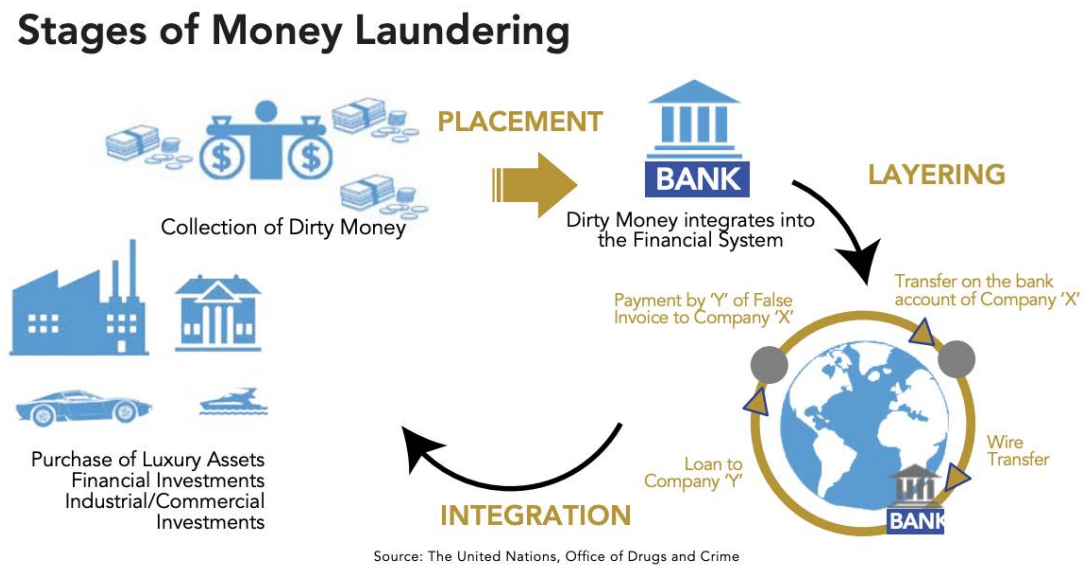 Stages of Money Laundering
PLACEMENT
$ $
BANK
LAYERING
Collection of Dirty Money
Dirty Money integrates into
the Financial System
Transfer on the bank
account of Company 'X'
Payment by 'Y' of False
Invoice to Company 'X'
Wire
Transfer
Loan to
Company 'Y'
BANK
Purchase of Luxury Assets
Financial Investments
Industrial/Commercial
Investments
INTEGRATION
Source: The United Nations, Office of Drugs and Crime